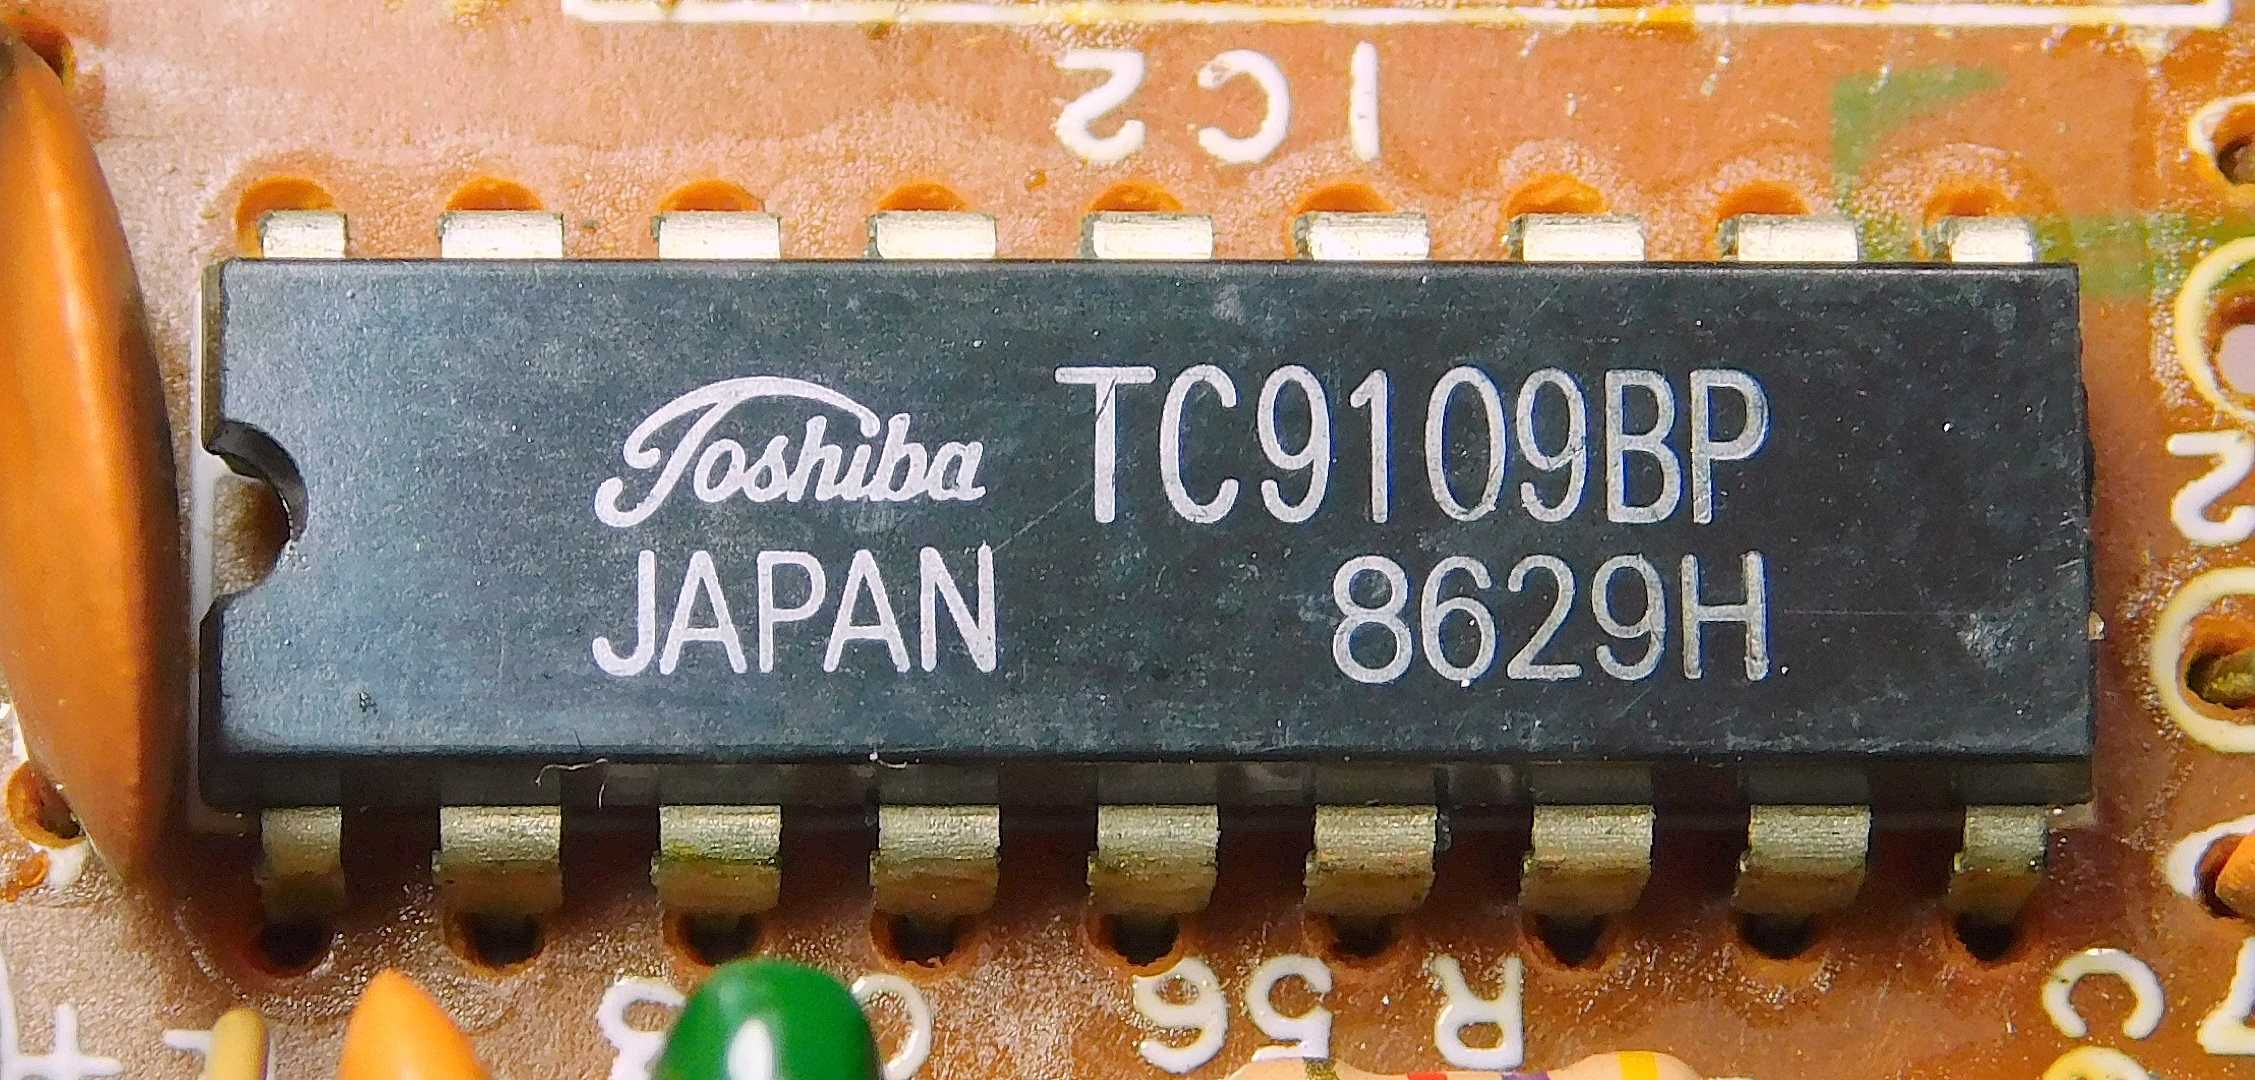 IC2
Toshiba TC9109BP
JAPAN 8629H
R56
C